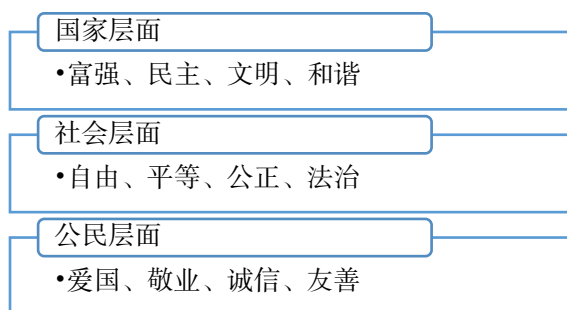 国家层面
•富强、民主、文明、和谐
社会层面
•自由、平等、公正、法治
公民层面
•爱国、敬业、诚信、友善